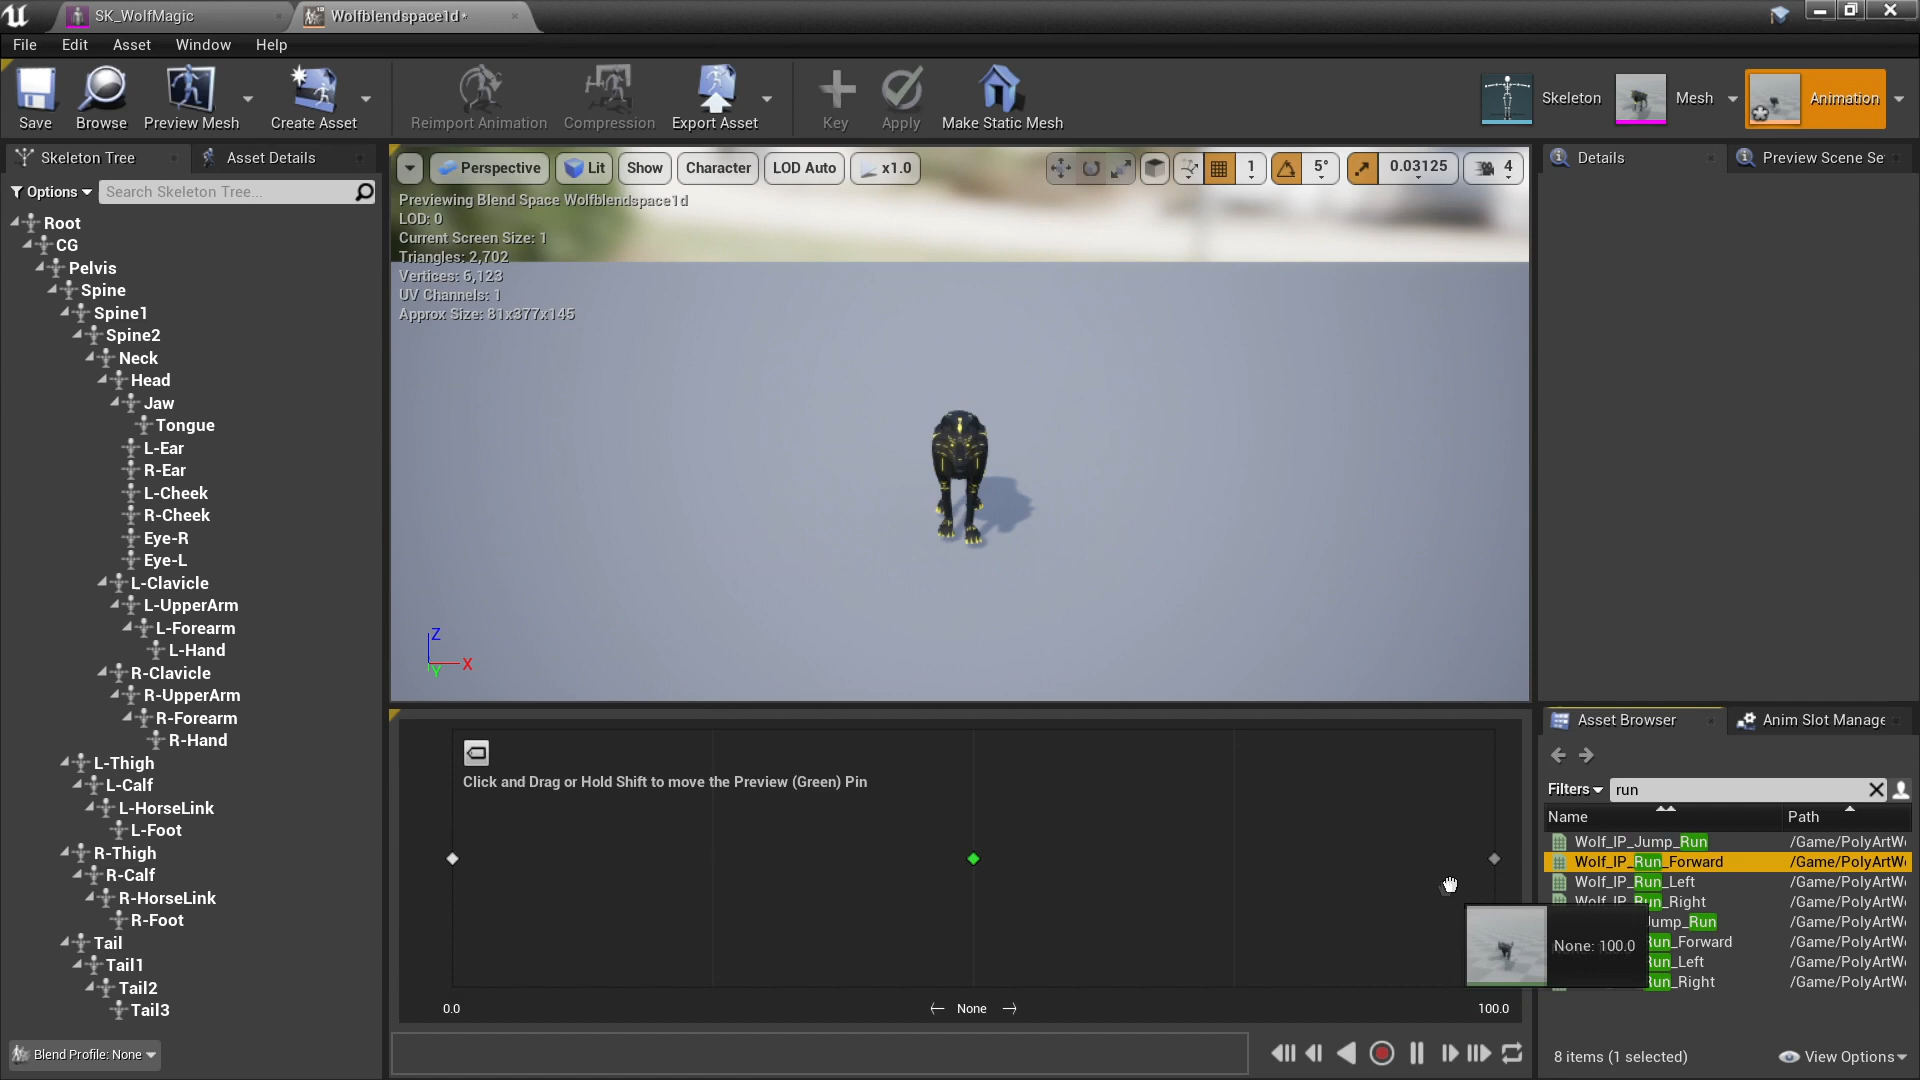 SK_WolfMagic
Wolfblendspace1d*
File
Edit
Asset
Window
Help
Save
Browse
Preview Mesh
Create Asset
Reimport Animation
Compression
Export Asset
Key
Apply
Make Static Mesh
Skeleton
Mesh
Animation
Skeleton Tree
Asset Details
Options
Search Skeleton Tree...
Root
CG
Pelvis
Spine
Spine1
Spine2
Neck
Head
Jaw
Tongue
L-Ear
R-Ear
L-Cheek
R-Cheek
Eye-R
Eye-L
L-Clavicle
L-UpperArm
L-Forearm
L-Hand
R-Clavicle
R-UpperArm
R-Forearm
R-Hand
L-Thigh
L-Calf
L-HorseLink
L-Foot
R-Thigh
R-Calf
R-HorseLink
R-Foot
Tail
Tail1
Tail2
Tail3
Blend Profile: None
Perspective
Lit
Show
Character
LOD Auto
x1.0
1
5°
0.03125
4
Previewing Blend Space Wolfblendspace1d
LOD: 0
Current Screen Size: 1
Triangles: 2,702
Vertices: 6,123
UV Channels: 1
Approx Size: 81x377x145
Z
X
Y
Click and Drag or Hold Shift to move the Preview (Green) Pin
0.0
None
100.0
Details
Preview Scene Se
Asset Browser
Anim Slot Manage
Filters
run
Name
Path
Wolf_IP_Jump_Run /Game/PolyArtW
Wolf_IP_Run_Forward /Game/PolyArtW
Wolf_IP_Run_Left /Game/PolyArtW
Wolf_IP_Run_Right /Game/PolyArtW
Jump_Run /Game/PolyArtW
Run_Forward /Game/PolyArtW
Run_Left /Game/PolyArtW
Run_Right /Game/PolyArtW
None: 100.0
8 items (1 selected)
View Options